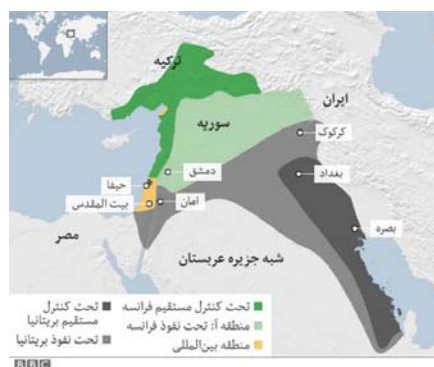 ترکیه
ایران
سوریه
کرکوک
دمشق
بغداد
حیفا
امان
بیت المقدس
بصره
مصر
شبه جزیره عربستان
تحت کنترل مستقیم فرانسه
منطقه آ: تحت نفوذ فرانسه
منطقه بین‌المللی
تحت کنترل
مستقیم بریتانیا
تحت نفوذ بریتانیا
BBC